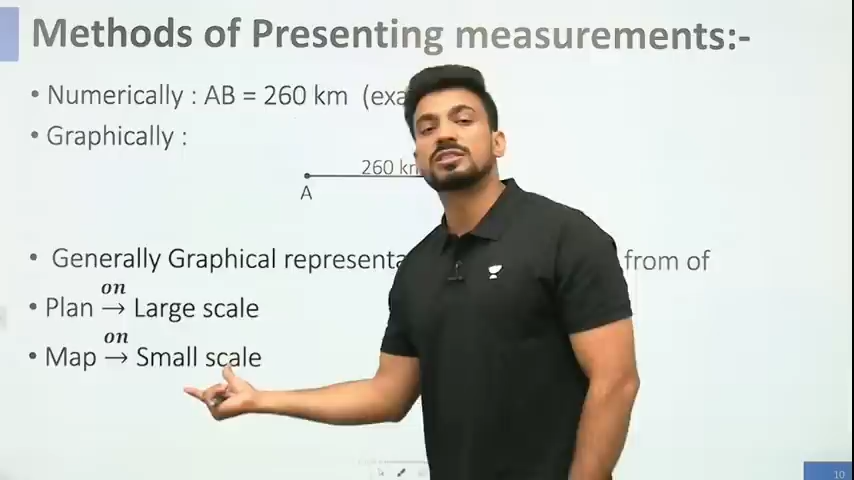 Methods of Presenting measurements:-
• Numerically : AB = 260 km (exa
• Graphically :
260 km
A
• Generally Graphical representa from of
• Plan on → Large scale
• Map on → Small scale
10